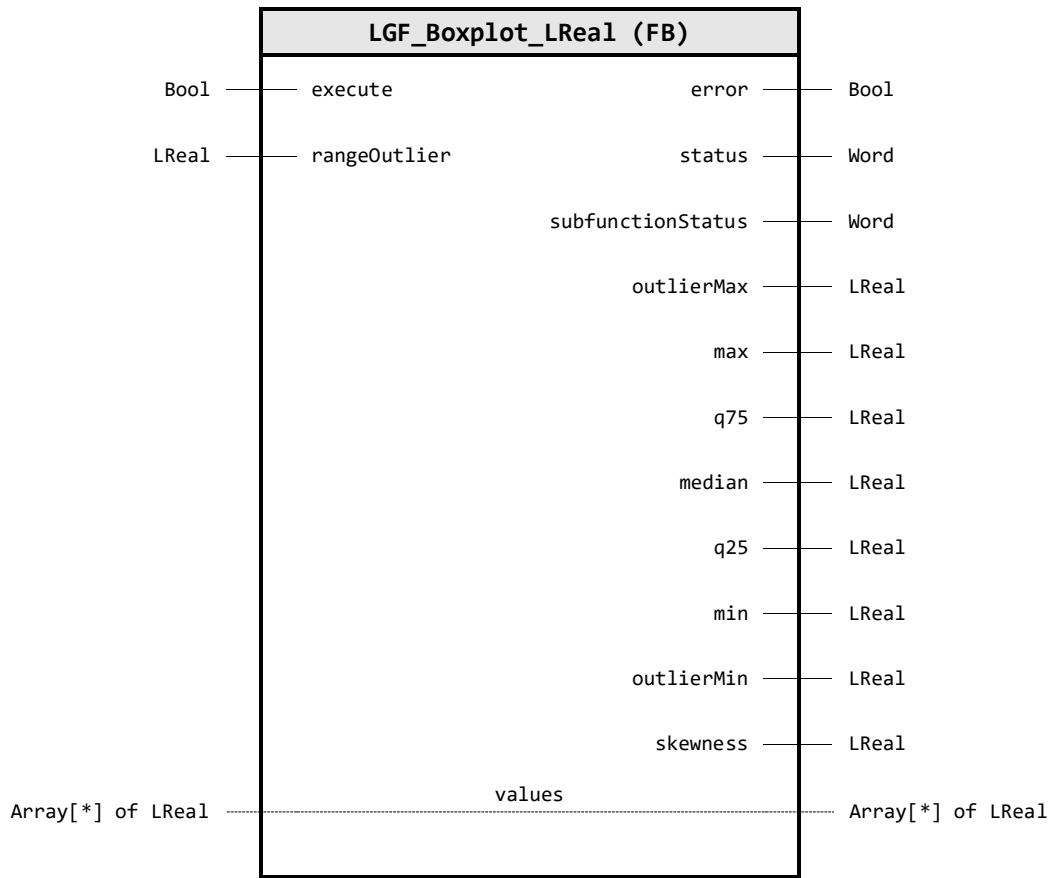 LGF_Boxplot_LReal (FB)
Bool execute error Bool
LReal rangeOutlier status Word
subfunctionStatus Word
outlierMax LReal
max LReal
q75 LReal
median LReal
q25 LReal
min LReal
outlierMin LReal
skewness LReal
Array[*] of LReal values Array[*] of LReal